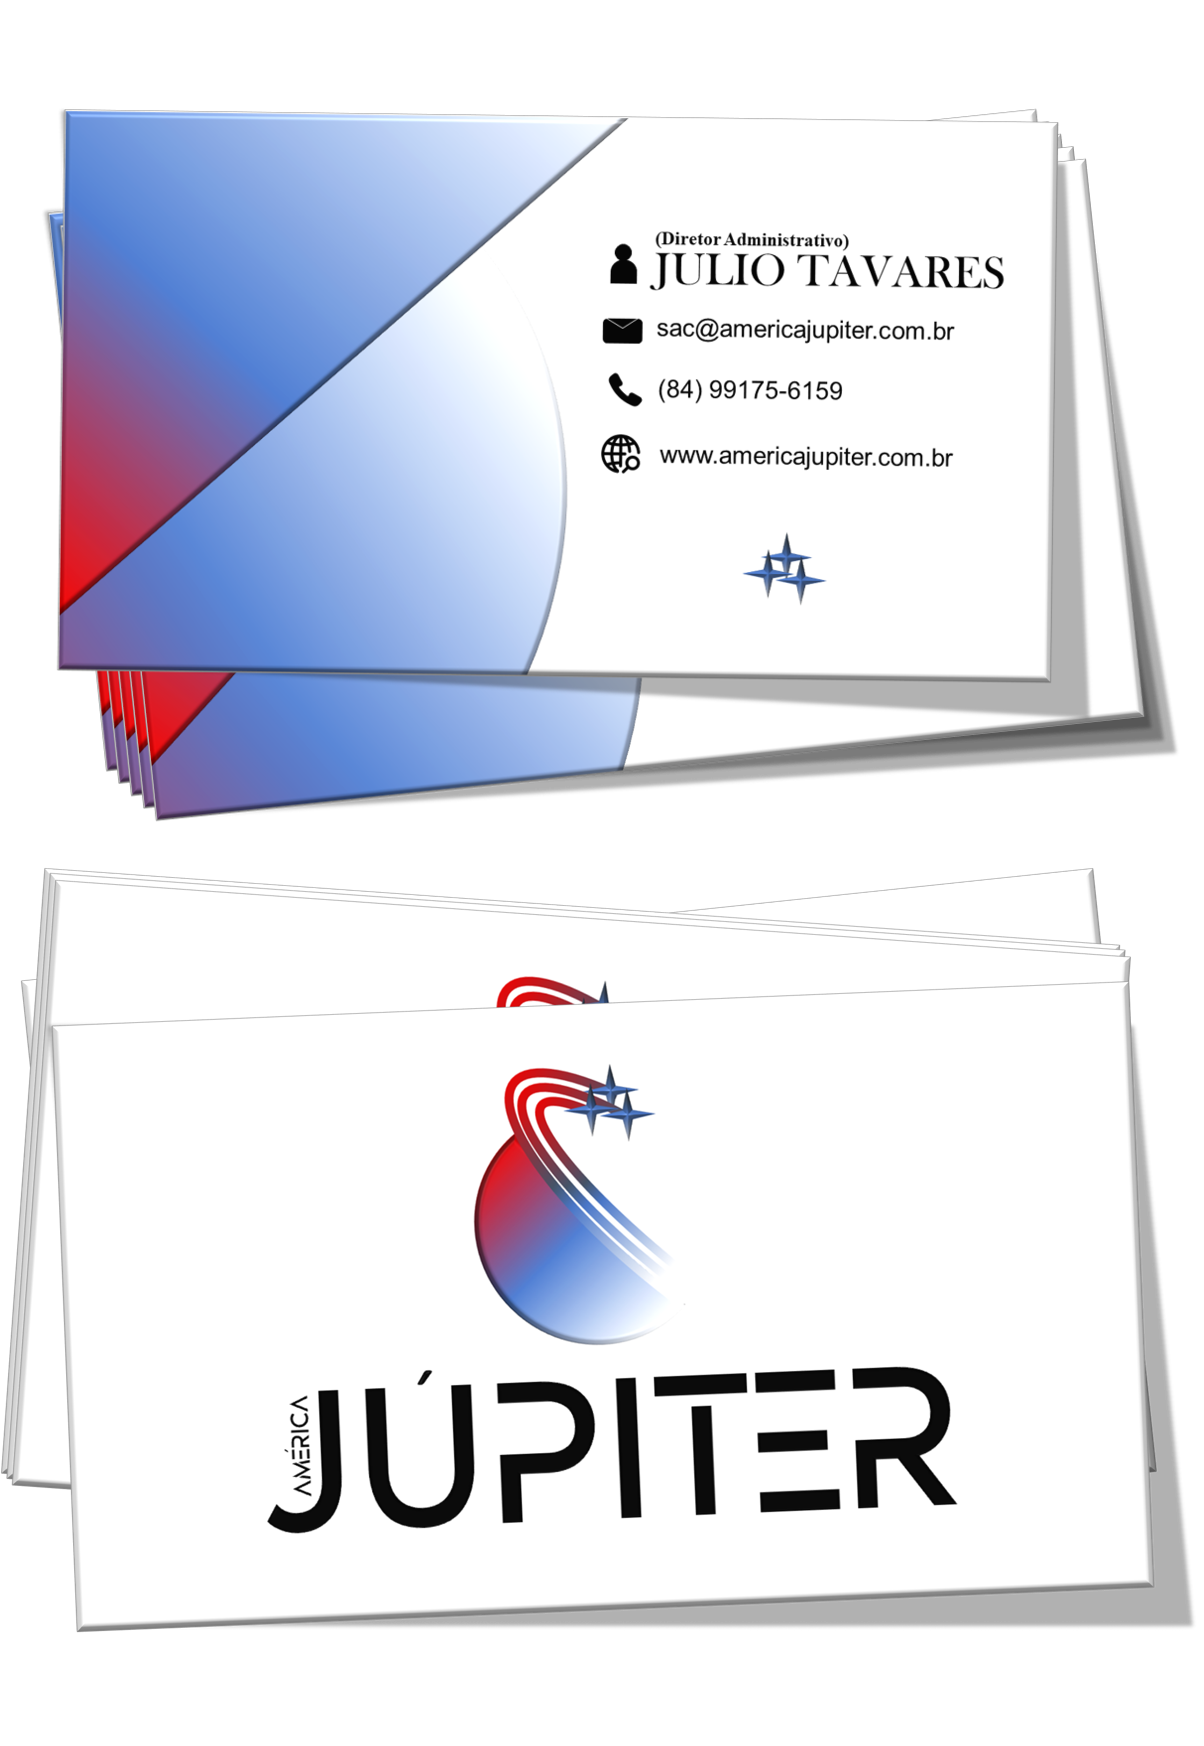 (Diretor Administrativo)
JULIO TAVARES
sac@americajupiter.com.br
(84) 99175-6159
www.americajupiter.com.br
AMÉRICA
JÚPITER